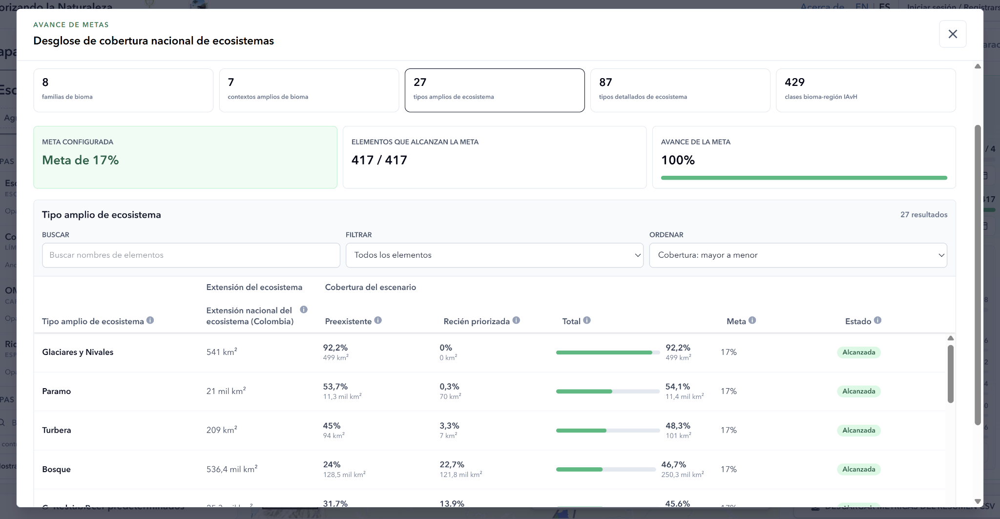 AVANCE DE METAS
Desglose de cobertura nacional de ecosistemas
8
familias de bioma
7
contextos amplios de bioma
27
tipos amplios de ecosistema
87
tipos detallados de ecosistema
429
clases bioma-región IAvH
META CONFIGURADA
Meta de 17%
ELEMENTOS QUE ALCANZAN LA META
417 / 417
AVANCE DE LA META
100%
Tipo amplio de ecosistema
27 resultados
BUSCAR
FILTRAR
ORDENAR
Buscar nombres de elementos
Todos los elementos
Cobertura: mayor a menor
Extensión del ecosistema
Cobertura del escenario
Tipo amplio de ecosistema
Extensión nacional del ecosistema (Colombia)
Preexistente
Recién priorizada
Total
Meta
Estado
Glaciares y Nivales
541 km²
92,2%
499 km²
0%
0 km²
92,2%
499 km²
17%
Alcanzada
Paramo
21 mil km²
53,7%
11,3 mil km²
0,3%
70 km²
54,1%
11,4 mil km²
17%
Alcanzada
Turbera
209 km²
45%
94 km²
3,3%
7 km²
48,3%
101 km²
17%
Alcanzada
Bosque
536,4 mil km²
24%
128,5 mil km²
22,7%
121,8 mil km²
46,7%
250,3 mil km²
17%
Alcanzada
31,7%
13,9%
45,6%
Acerca de
EN | ES
Iniciar sesión /
la Naturaleza